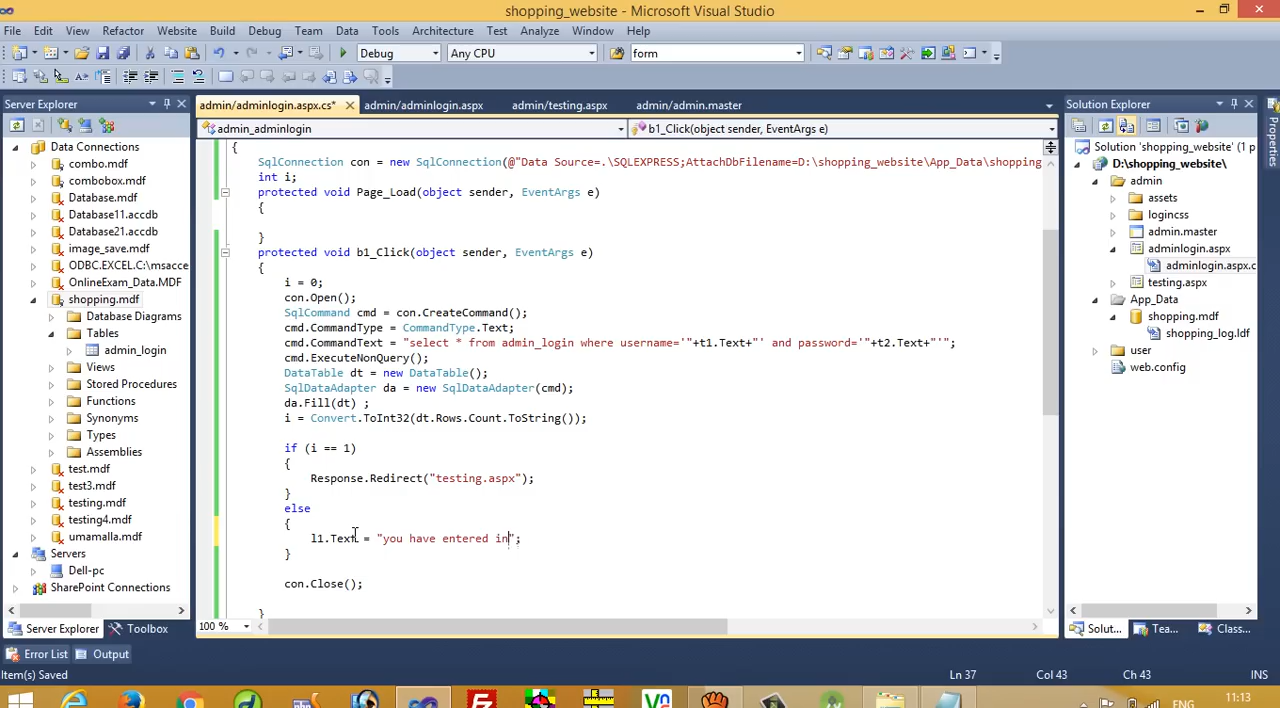 shopping_website - Microsoft Visual Studio
File Edit View Refactor Website Build Debug Team Data Tools Architecture Test Analyze Window Help
Debug Any CPU form
Server Explorer
Data Connections
combo.mdf
combobox.mdf
Database.mdf
Database11.accdb
Database21.accdb
image_save.mdf
ODBC.EXCEL.C:\msacce
OnlineExam_Data.MDF
shopping.mdf
Database Diagrams
Tables
admin_login
Views
Stored Procedures
Functions
Synonyms
Types
Assemblies
test.mdf
test3.mdf
testing.mdf
testing4.mdf
umamalla.mdf
Servers
Dell-pc
SharePoint Connections
Server Explorer Toolbox
admin/adminlogin.aspx.cs* admin/adminlogin.aspx admin/testing.aspx admin/admin.master
admin_adminlogin b1_Click(object sender, EventArgs e)
{
SqlConnection con = new SqlConnection(@"Data Source=.\SQLEXPRESS;AttachDbFilename=D:\shopping_website\App_Data\shopping
int i;
protected void Page_Load(object sender, EventArgs e)
{
}
protected void b1_Click(object sender, EventArgs e)
{
i = 0;
con.Open();
SqlCommand cmd = con.CreateCommand();
cmd.CommandType = CommandType.Text;
cmd.CommandText = "select * from admin_login where username='"+t1.Text+"' and password='"+t2.Text+"'";
cmd.ExecuteNonQuery();
DataTable dt = new DataTable();
SqlDataAdapter da = new SqlDataAdapter(cmd);
da.Fill(dt) ;
i = Convert.ToInt32(dt.Rows.Count.ToString());
if (i == 1)
{
Response.Redirect("testing.aspx");
}
else
{
l1.Text = "you have entered in";
}
con.Close();
}
100 %
Solution Explorer
Solution 'shopping_website' (1 p
D:\shopping_website\
admin
assets
logincss
admin.master
adminlogin.aspx
adminlogin.aspx.c
testing.aspx
App_Data
shopping.mdf
shopping_log.ldf
user
web.config
Solut... Tea... Class...
Properties
Error List Output
Item(s) Saved Ln 37 Col 43 Ch 43 INS
ENG 11:13